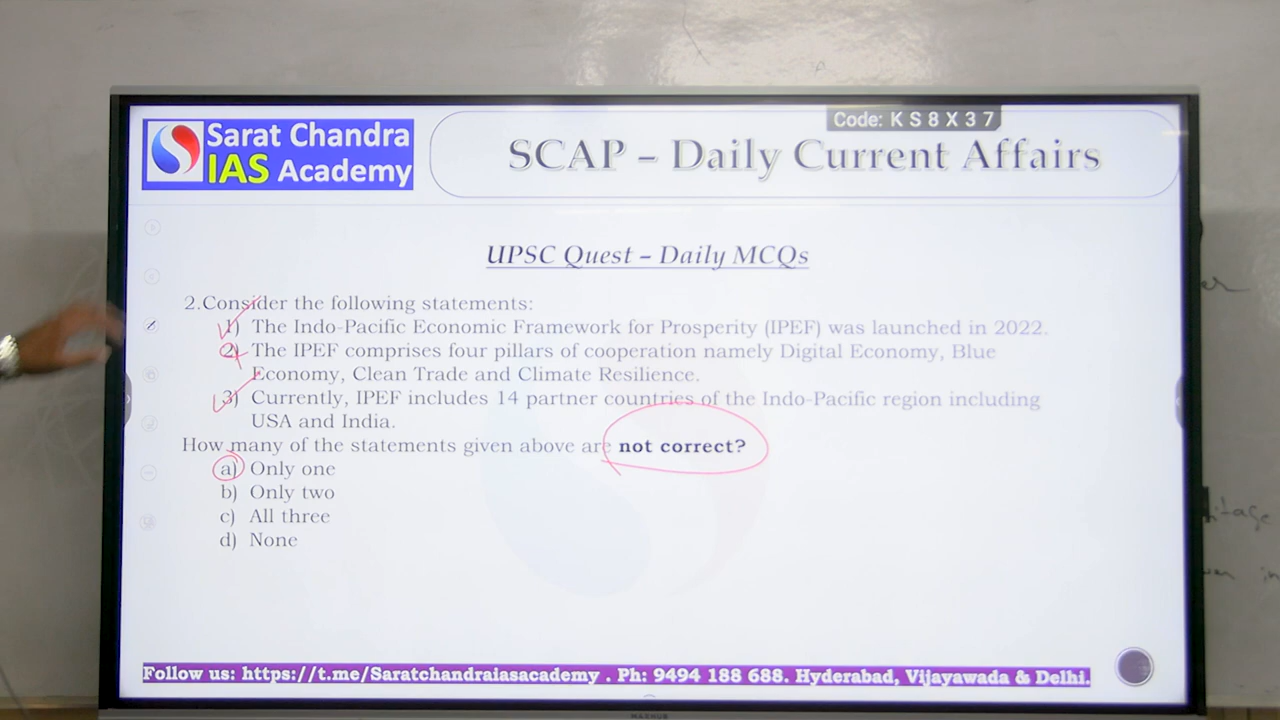 Code: K S 8 X 3 7
Sarat Chandra
IAS Academy
SCAP – Daily Current Affairs
UPSC Quest – Daily MCQs
2.Consider the following statements:
1) The Indo-Pacific Economic Framework for Prosperity (IPEF) was launched in 2022.
2) The IPEF comprises four pillars of cooperation namely Digital Economy, Blue
Economy, Clean Trade and Climate Resilience.
3) Currently, IPEF includes 14 partner countries of the Indo-Pacific region including
USA and India.
How many of the statements given above are not correct?
a) Only one
b) Only two
c) All three
d) None
Follow us: https://t.me/Saratchandraiasacademy . Ph: 9494 188 688. Hyderabad, Vijayawada & Delhi.